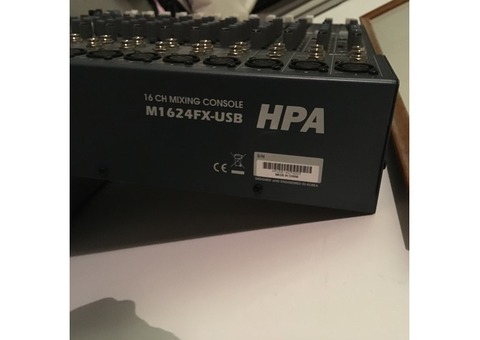 16 CH MIXING CONSOLE
M1624FX-USB HPA
CE
S/N